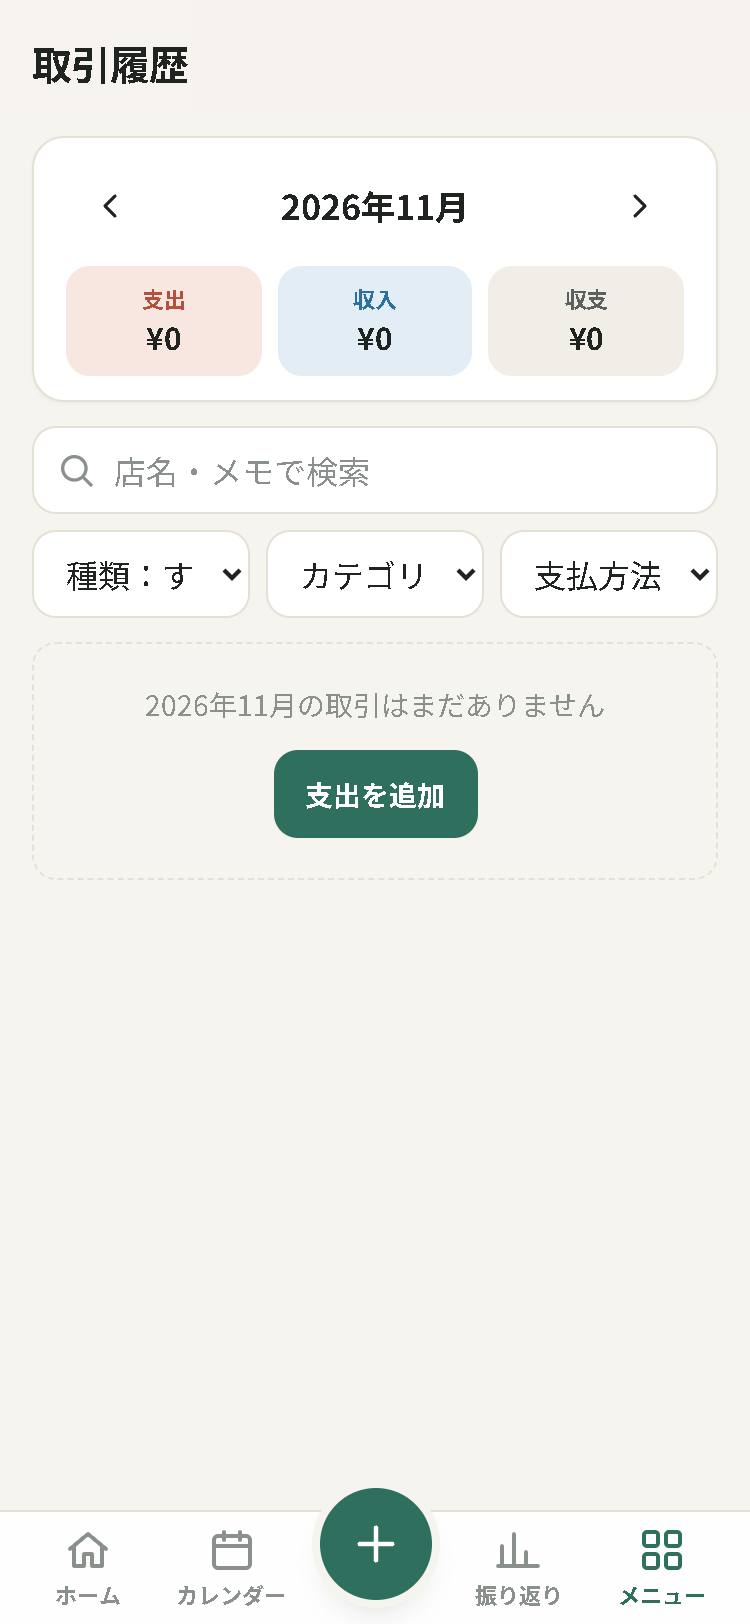 取引履歴
2026年11月
支出
¥0
収入
¥0
収支
¥0
店名・メモで検索
種類：す
カテゴリ
支払方法
2026年11月の取引はまだありません
支出を追加
ホーム
カレンダー
振り返り
メニュー